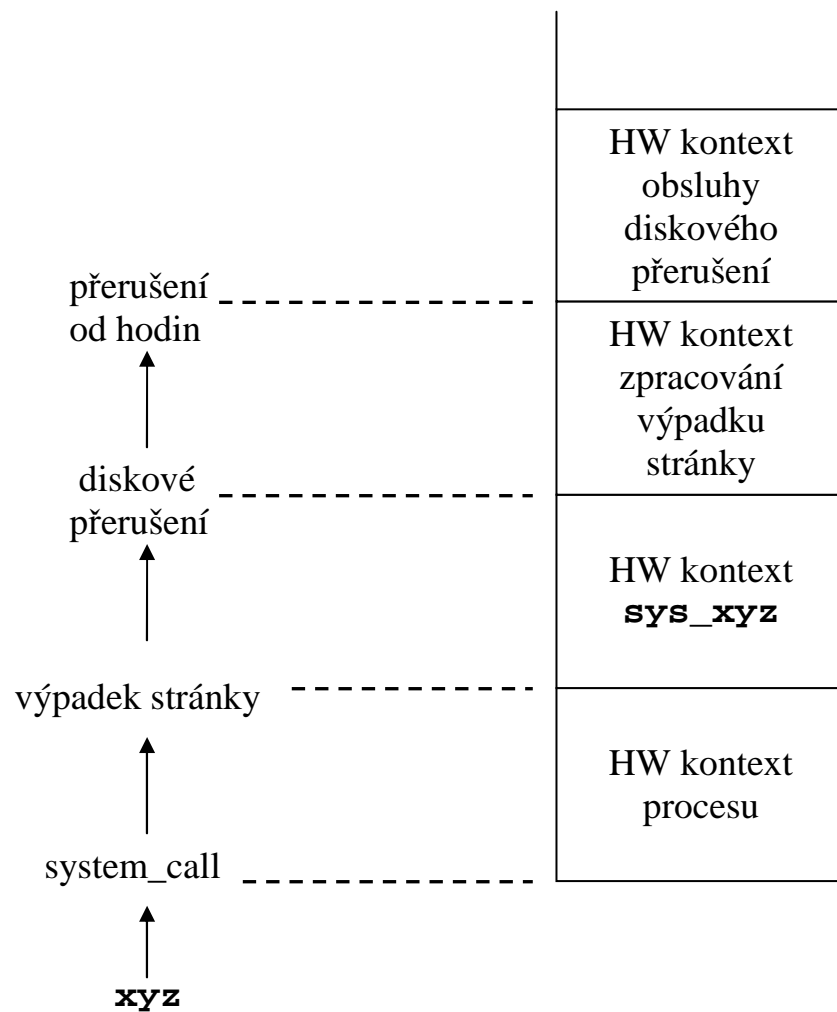 HW kontext
obsluhy
diskového
přerušení
přerušení
od hodin
HW kontext
zpracování
výpadku
stránky
diskové
přerušení
HW kontext
sys_xyz
výpadek stránky
HW kontext
procesu
system_call
xyz